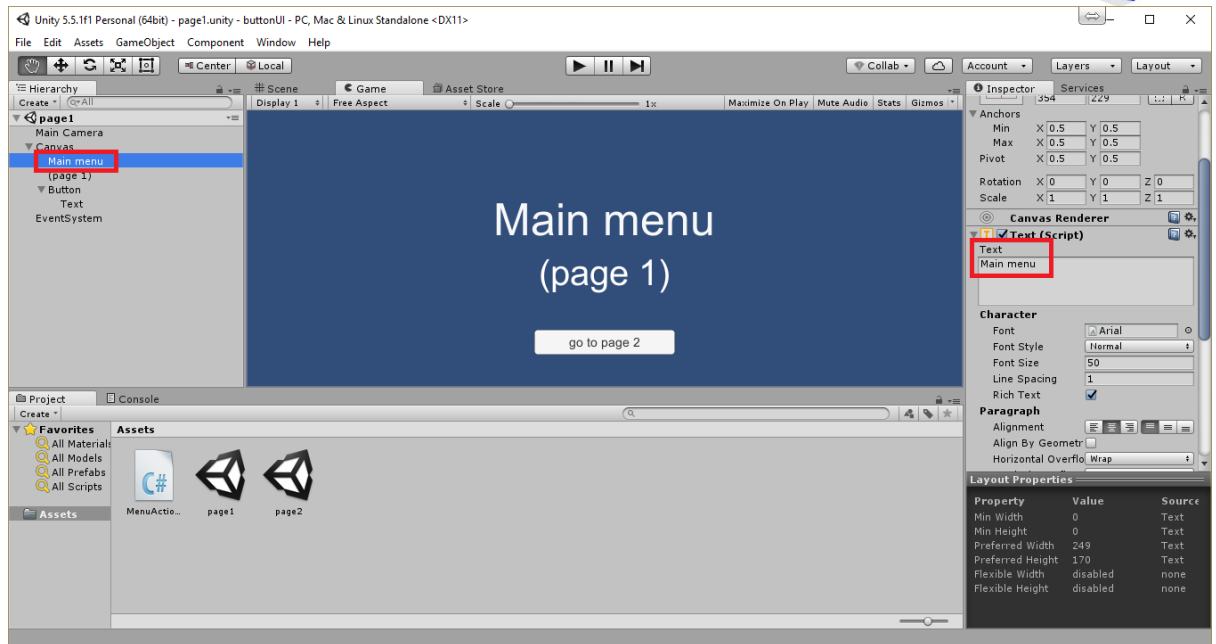 Unity 5.5.1f1 Personal (64bit) - page1.unity - buttonUI - PC, Mac & Linux Standalone <DX11>
File Edit Assets GameObject Component Window Help
Center Local Collab Account Layers Layout
Hierarchy
Create All
page1
Main Camera
Canvas
Main menu
(page 1)
Button
Text
EventSystem
Scene Game Asset Store
Display 1 Free Aspect Scale 1x Maximize On Play Mute Audio Stats Gizmos
Main menu
(page 1)
go to page 2
Inspector Services
354 229 R
Anchors
Min X 0.5 Y 0.5
Max X 0.5 Y 0.5
Pivot X 0.5 Y 0.5
Rotation X 0 Y 0 Z 0
Scale X 1 Y 1 Z 1
Canvas Renderer
Text (Script)
Text
Main menu
Character
Font Arial
Font Style Normal
Font Size 50
Line Spacing 1
Rich Text
Paragraph
Alignment
Align By Geometr
Horizontal Overflo Wrap
Layout Properties
Property Value Source
Min Width 0 Text
Min Height 0 Text
Preferred Width 249 Text
Preferred Height 170 Text
Flexible Width disabled none
Flexible Height disabled none
Project Console
Create
Favorites
All Materials
All Models
All Prefabs
All Scripts
Assets
Assets
C#
MenuActio... page1 page2